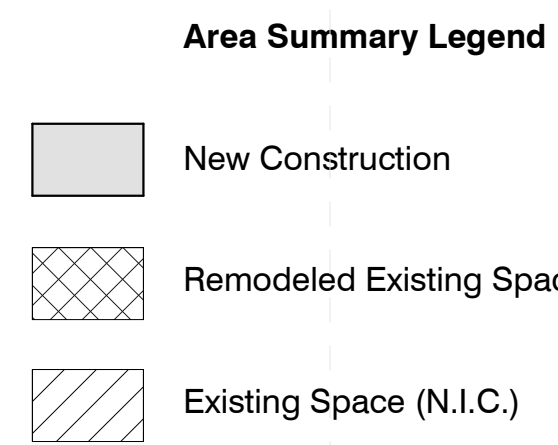 Area Summary Legend
New Construction
Remodeled Existing Spac
Existing Space (N.I.C.)